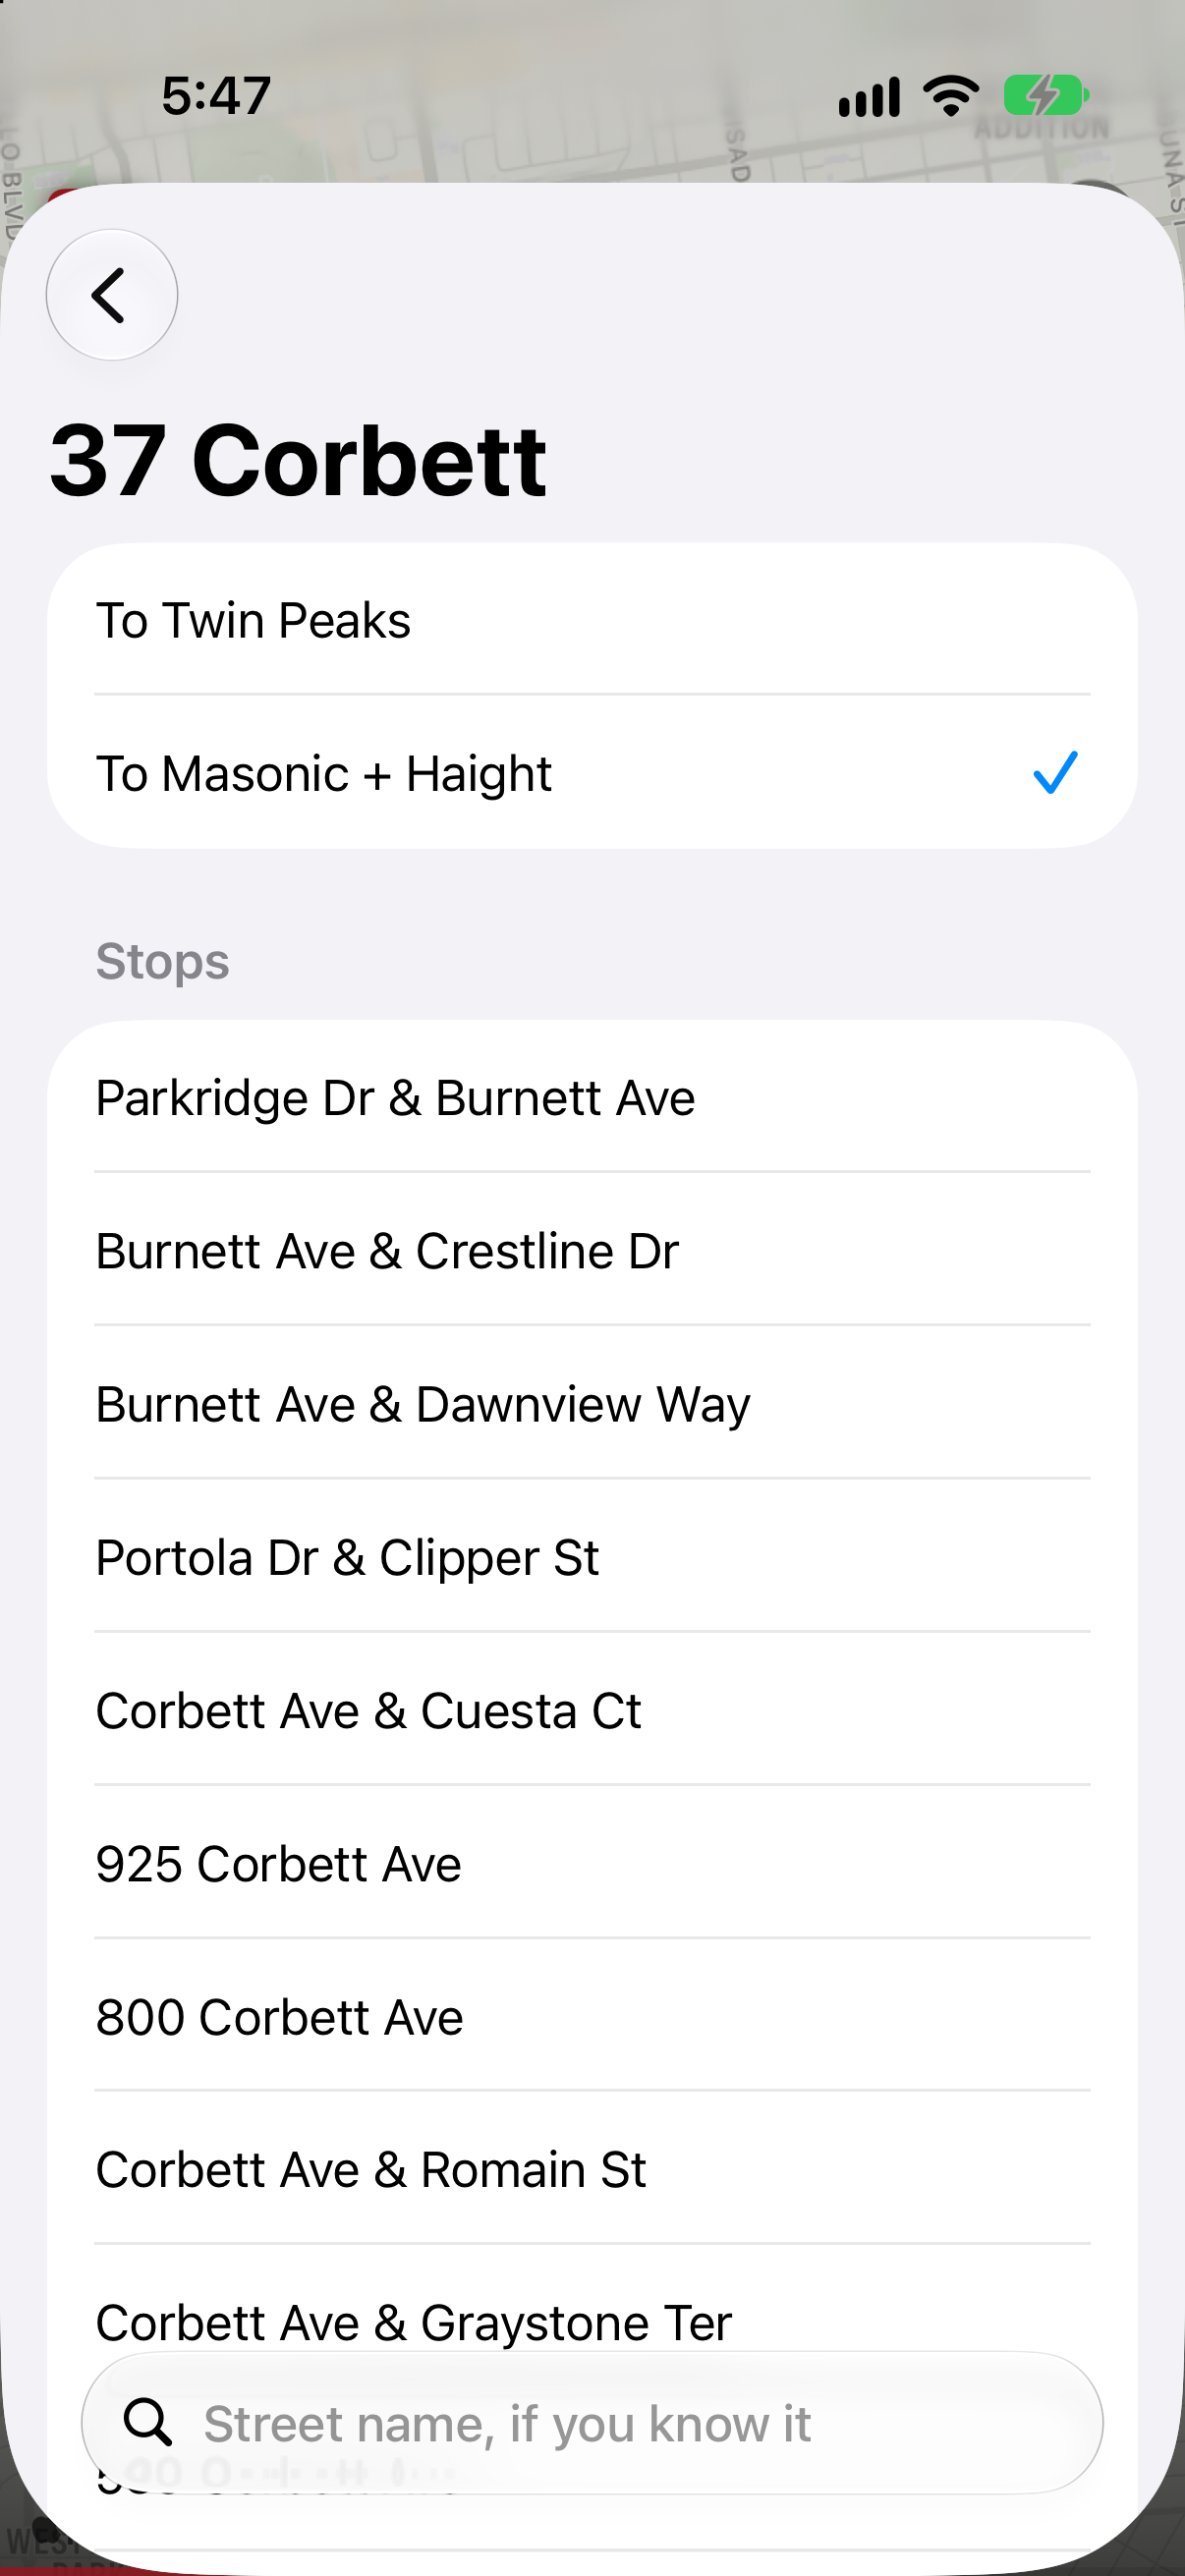 5:47
ADDITION
37 Corbett
To Twin Peaks
To Masonic + Haight
Stops
Parkridge Dr & Burnett Ave
Burnett Ave & Crestline Dr
Burnett Ave & Dawnview Way
Portola Dr & Clipper St
Corbett Ave & Cuesta Ct
925 Corbett Ave
800 Corbett Ave
Corbett Ave & Romain St
Corbett Ave & Graystone Ter
Street name, if you know it